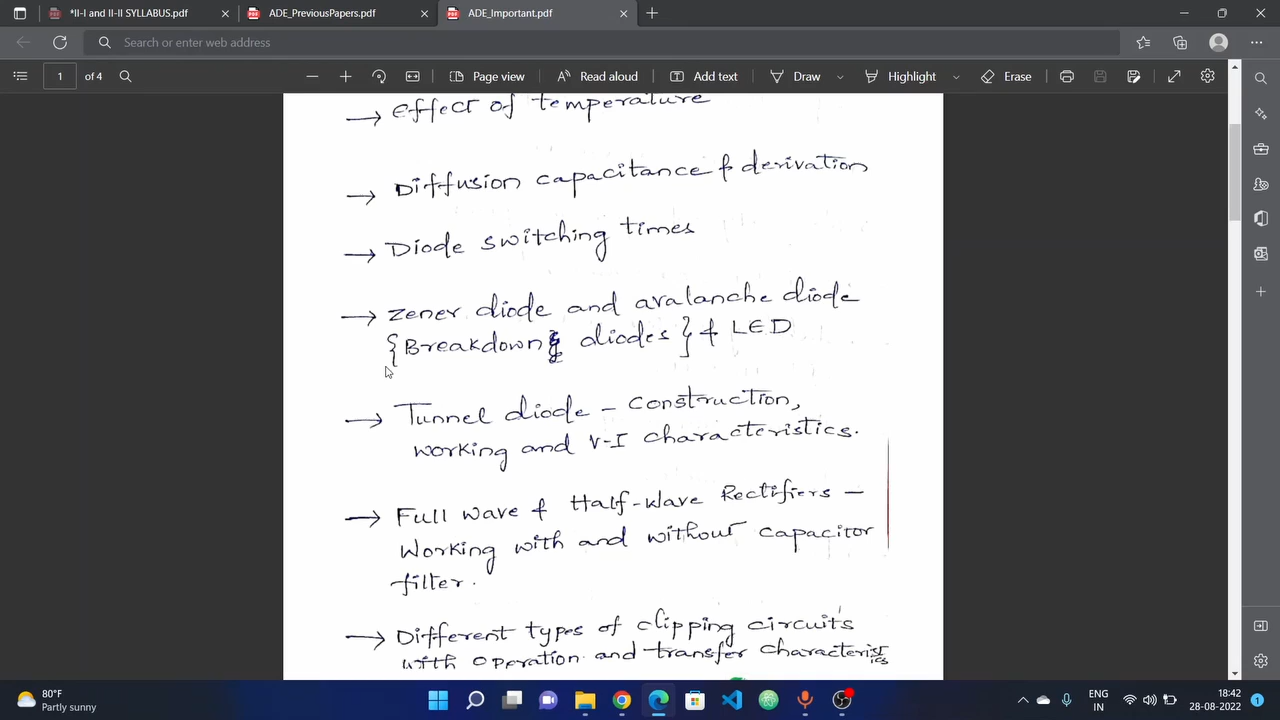 *II-I and II-II SYLLABUS.pdf
ADE_PreviousPapers.pdf
ADE_Important.pdf
Search or enter web address
1 of 4
Page view
Read aloud
Add text
Draw
Highlight
Erase
→ effect of temperature
→ Diffusion capacitance & derivation
→ Diode switching times
→ zener diode and avalanche diode
{Breakdown diodes} & LED
→ Tunnel diode - construction,
working and V-I characteristics.
→ Full wave & Half-wave Rectifiers -
Working with and without capacitor
filter.
→ Different types of clipping circuits
with operation and transfer characteristics
80°F
Partly sunny
ENG
IN
18:42
28-08-2022
1